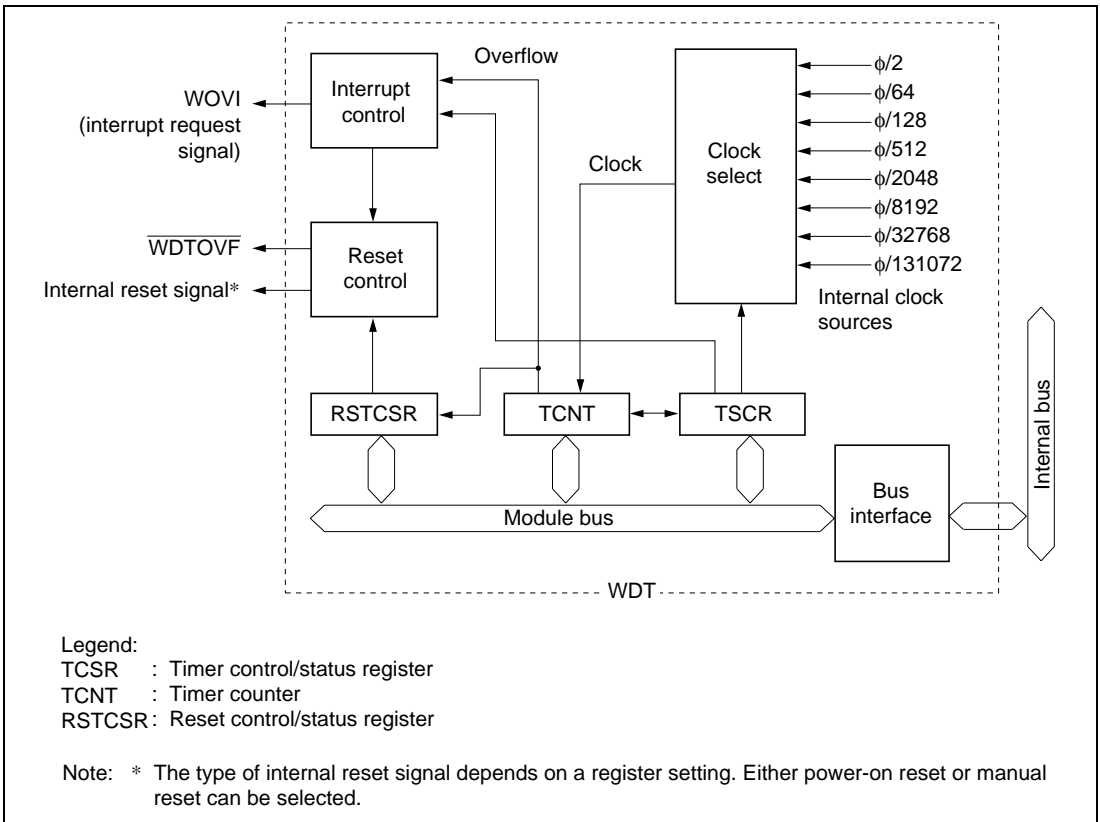 Overflow
Interrupt
control
WOVI
(interrupt request
signal)
Clock
Clock
select
ϕ/2
ϕ/64
ϕ/128
ϕ/512
ϕ/2048
ϕ/8192
ϕ/32768
ϕ/131072
Internal clock
sources
WDTOVF
Internal reset signal*
Reset
control
RSTCSR
TCNT
TSCR
Module bus
Bus
interface
Internal bus
WDT
Legend:
TCSR : Timer control/status register
TCNT : Timer counter
RSTCSR : Reset control/status register
Note: * The type of internal reset signal depends on a register setting. Either power-on reset or manual
reset can be selected.